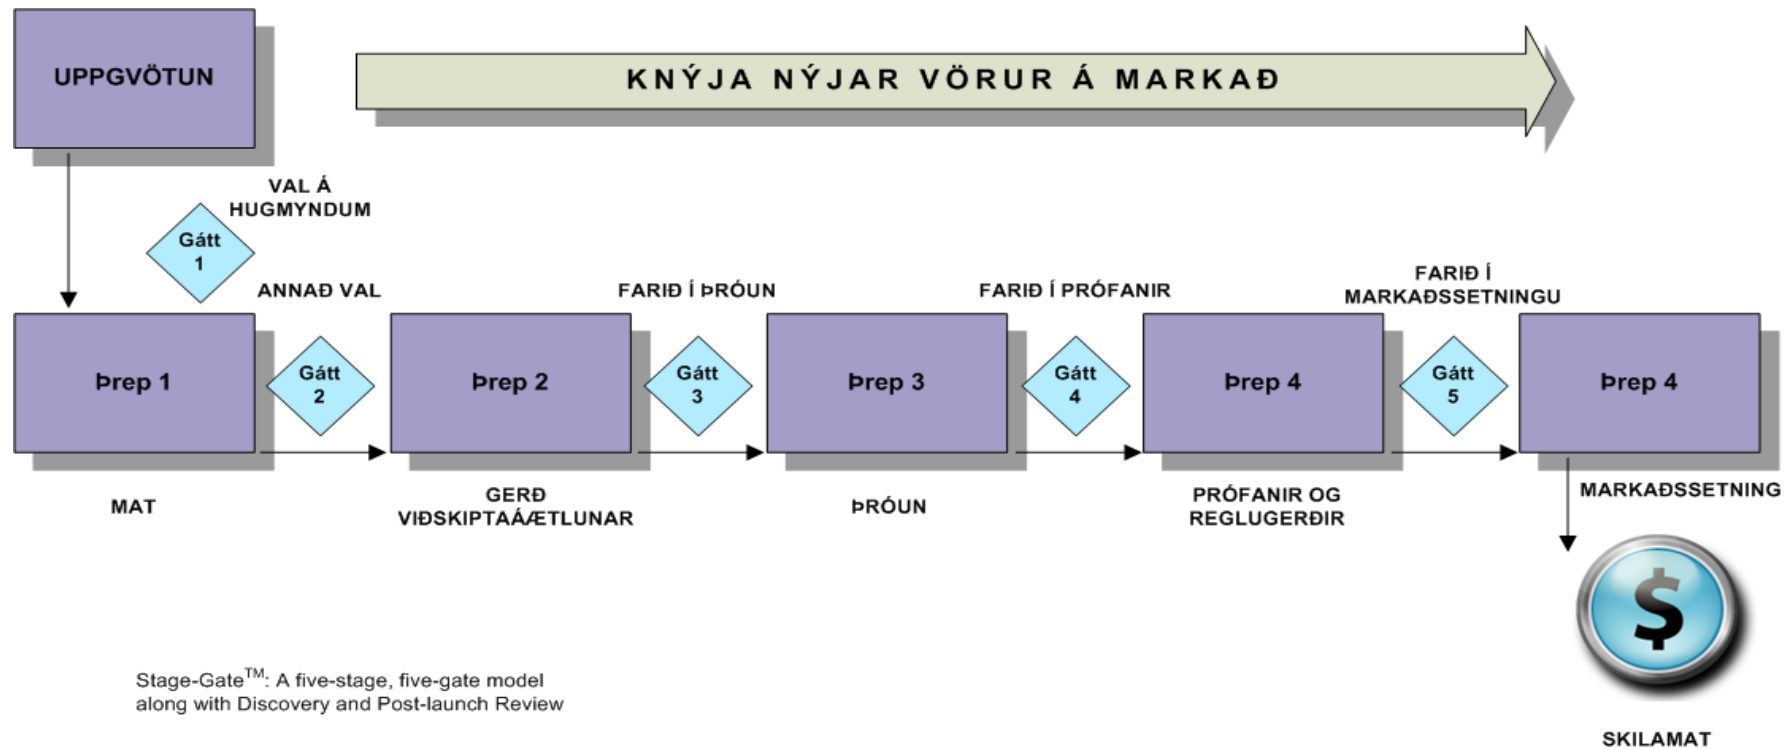 UPPGVÖTUN
KNÝJA NÝJAR VÖRUR Á MARKAÐ
VAL Á
HUGMYNDUM
Gátt
1
ANNAÐ VAL
FARIÐ Í ÞRÓUN
FARIÐ Í PRÓFANIR
FARIÐ Í
MARKAÐSSETNINGU
Þrep 1
Gátt
2
Þrep 2
Gátt
3
Þrep 3
Gátt
4
Þrep 4
Gátt
5
Þrep 4
MAT
GERÐ
VIÐSKIPTAÁÆTLUNAR
ÞRÓUN
PRÓFANIR OG
REGLUGERÐIR
MARKAÐSSETNING
$
SKILAMAT
Stage-Gate™: A five-stage, five-gate model
along with Discovery and Post-launch Review